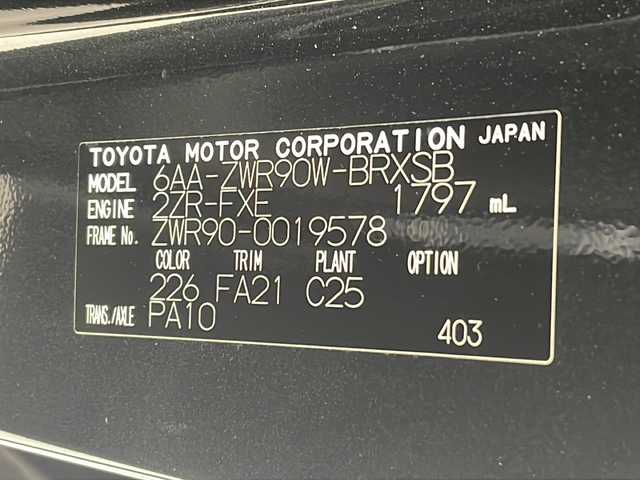 TOYOTA MOTOR CORPORATION JAPAN
MODEL 6AA-ZWR90W-BRXSB
ENGINE 2ZR-FXE 1797 mL
FRAME No. ZWR90-0019578
COLOR TRIM PLANT OPTION
226 FA21 C25
TRANS./AXLE PA10
403